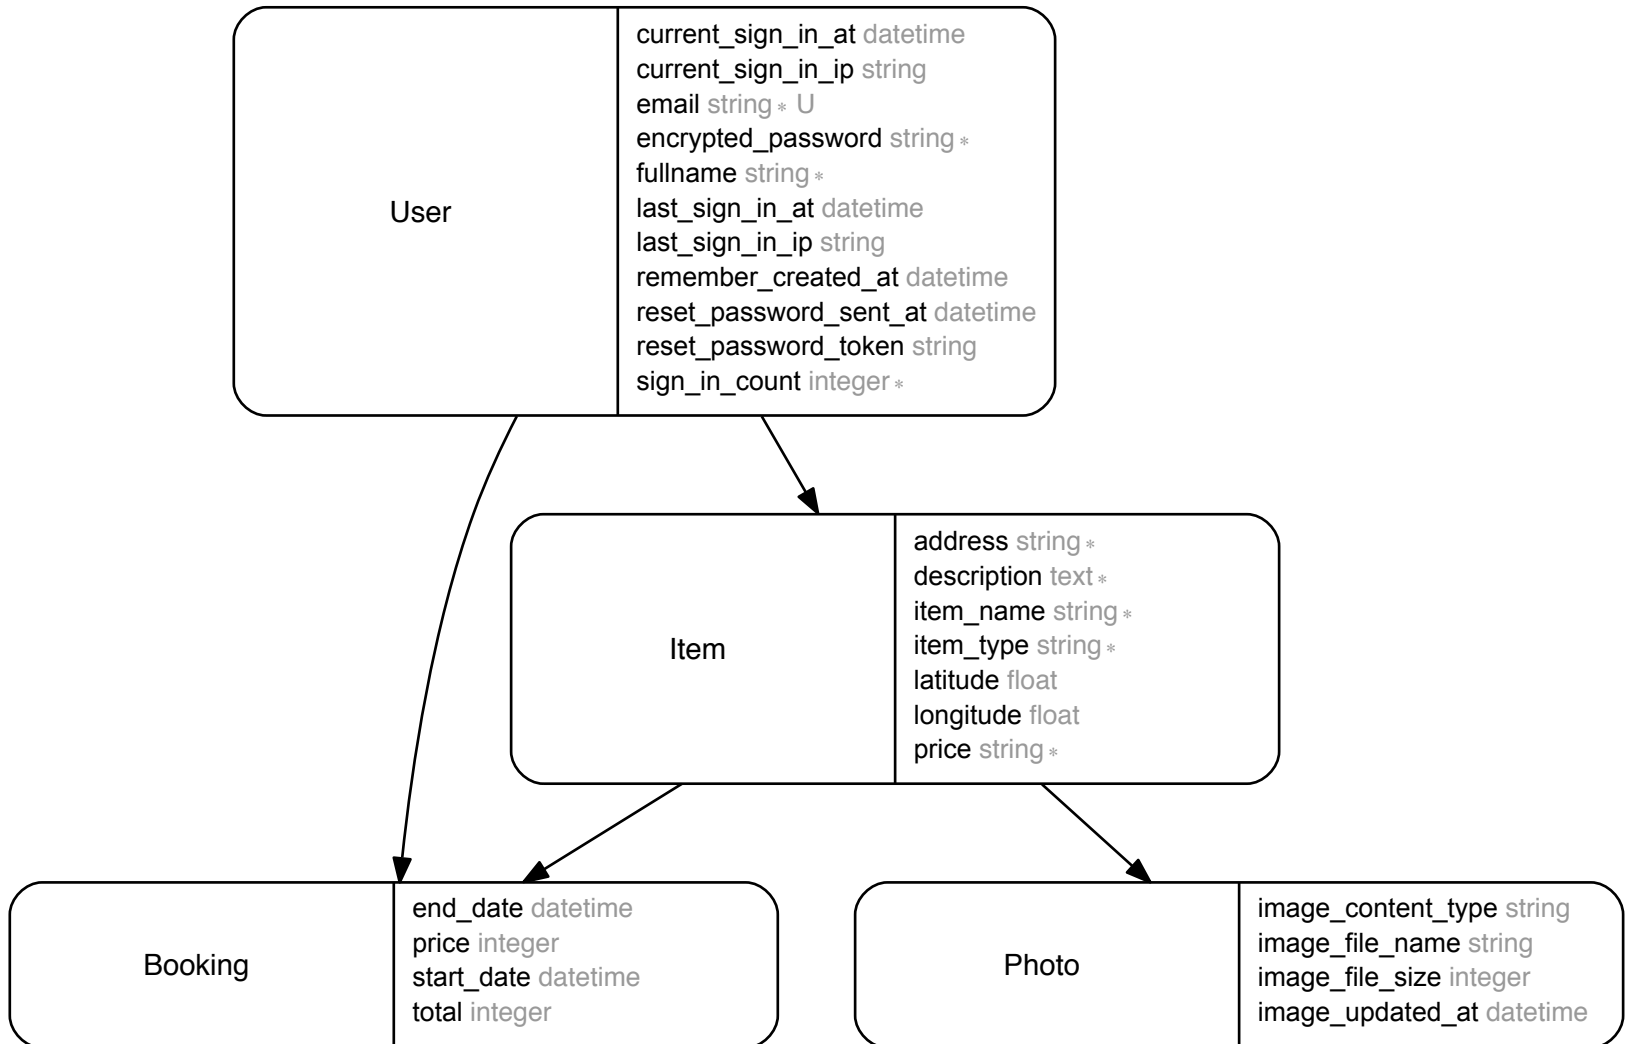 User
current_sign_in_at datetime
current_sign_in_ip string
email string * U
encrypted_password string *
fullname string *
last_sign_in_at datetime
last_sign_in_ip string
remember_created_at datetime
reset_password_sent_at datetime
reset_password_token string
sign_in_count integer *
Item
address string *
description text *
item_name string *
item_type string *
latitude float
longitude float
price string *
Booking
end_date datetime
price integer
start_date datetime
total integer
Photo
image_content_type string
image_file_name string
image_file_size integer
image_updated_at datetime